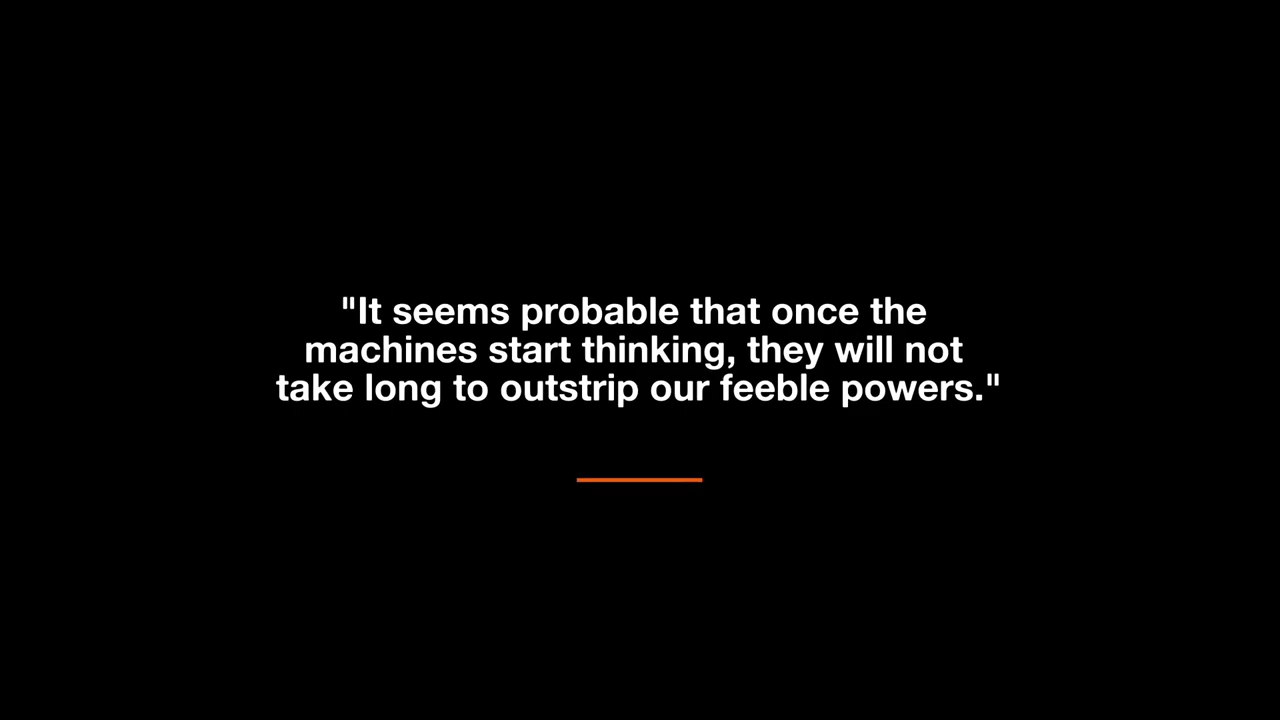 "It seems probable that once the
machines start thinking, they will not
take long to outstrip our feeble powers."